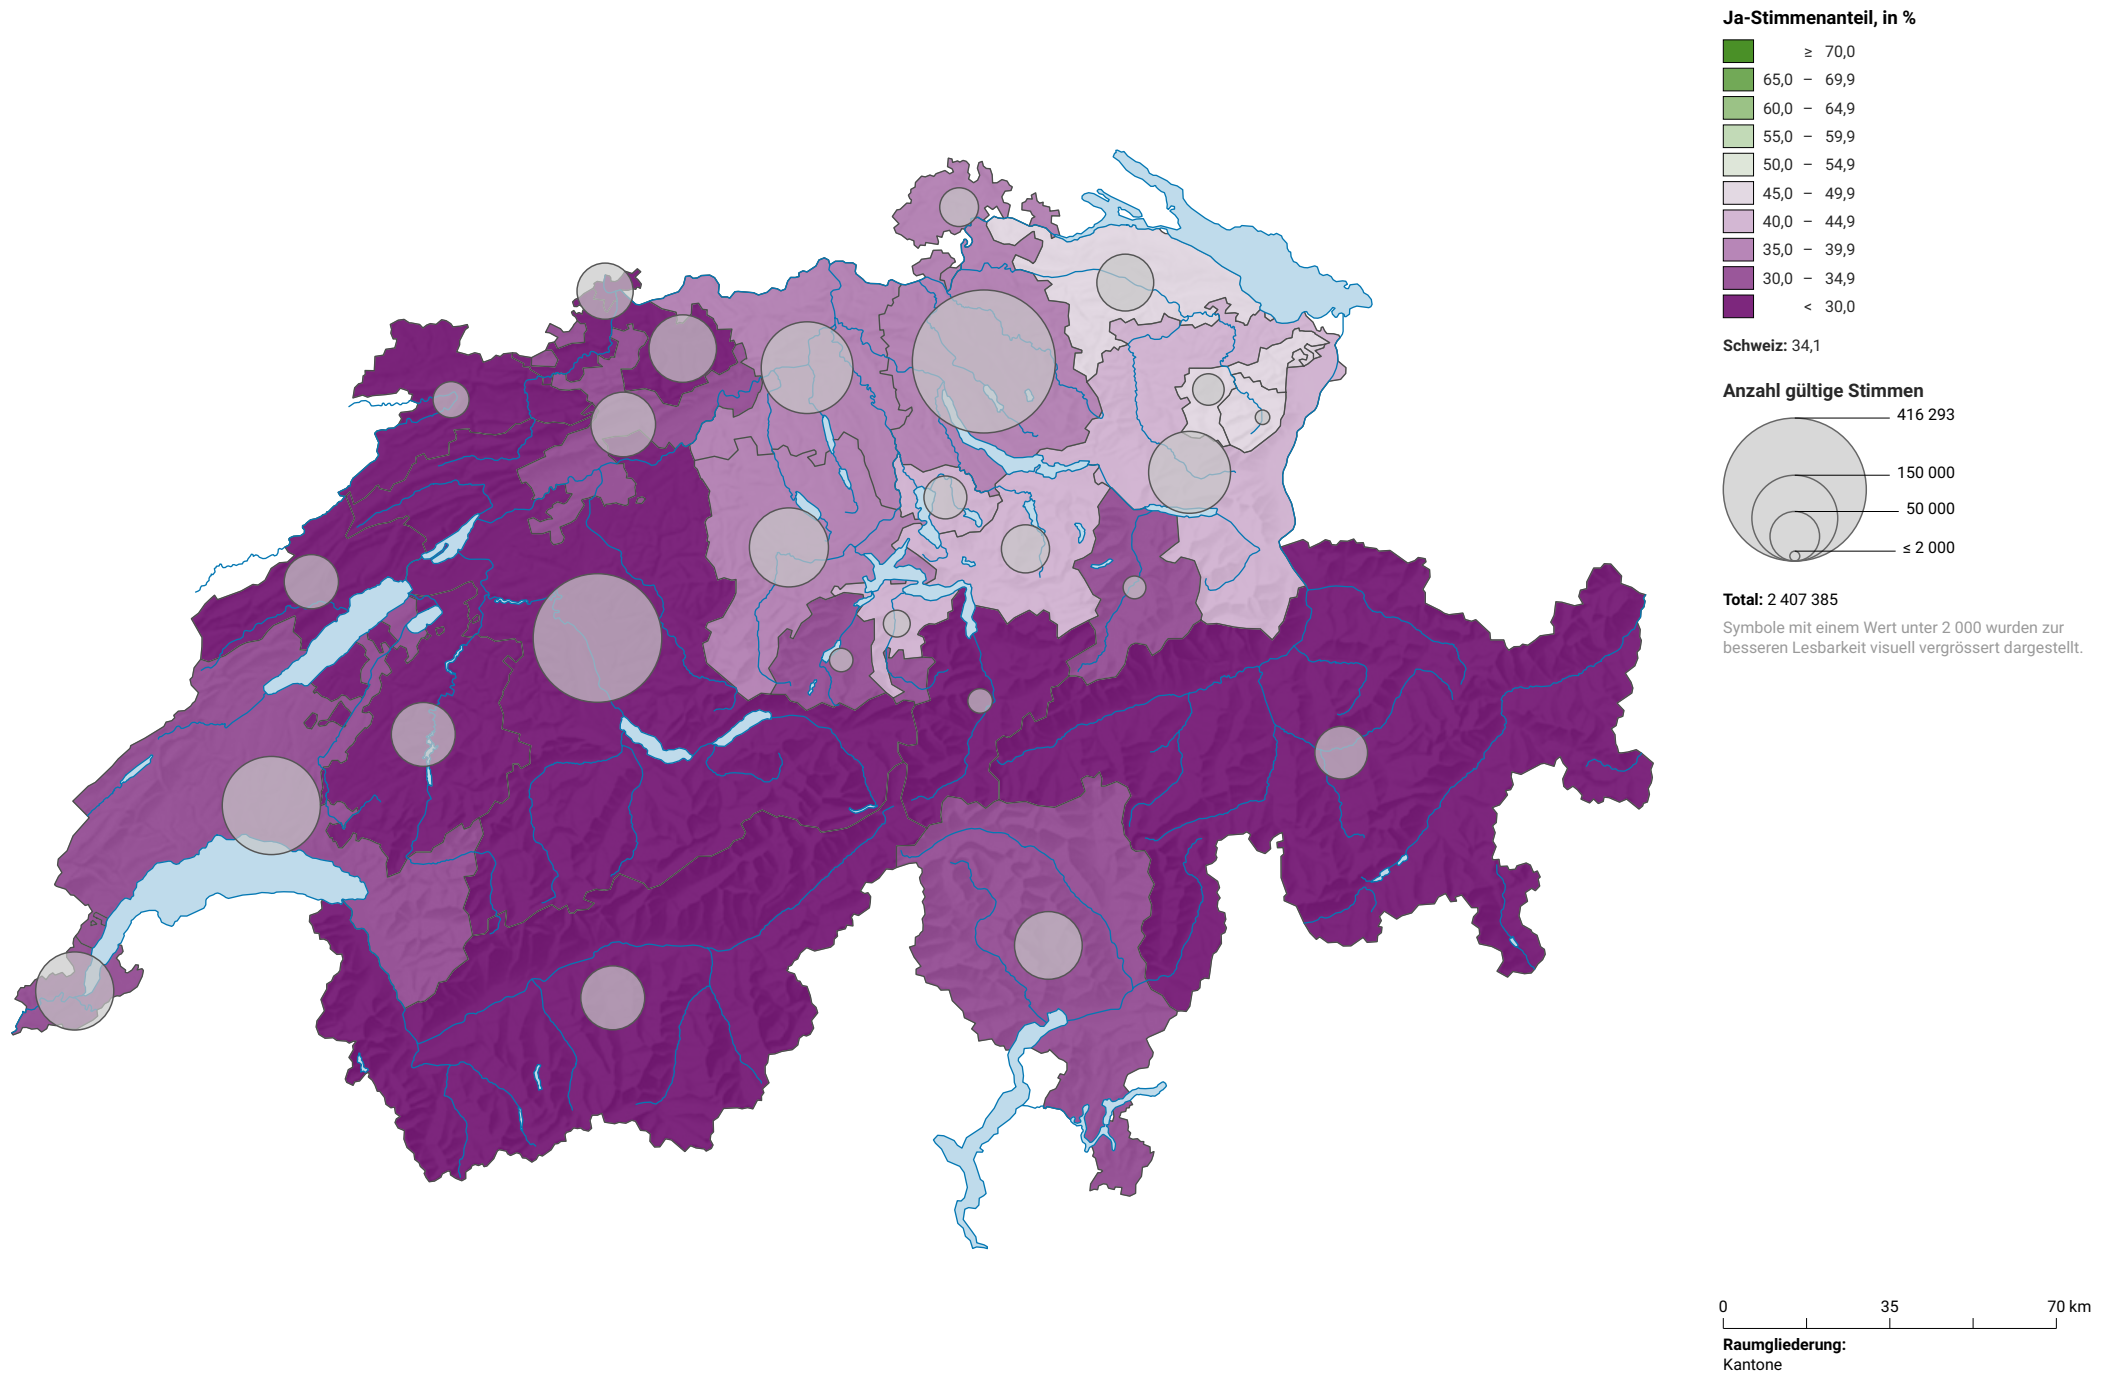 Ja-Stimmenanteil, in %
≥ 70,0
65,0 – 69,9
60,0 – 64,9
55,0 – 59,9
50,0 – 54,9
45,0 – 49,9
40,0 – 44,9
35,0 – 39,9
30,0 – 34,9
< 30,0
Schweiz: 34,1
Anzahl gültige Stimmen
416 293
150 000
50 000
≤ 2 000
Total: 2 407 385
Symbole mit einem Wert unter 2 000 wurden zur
besseren Lesbarkeit visuell vergrössert dargestellt.
0 35 70 km
Raumgliederung:
Kantone